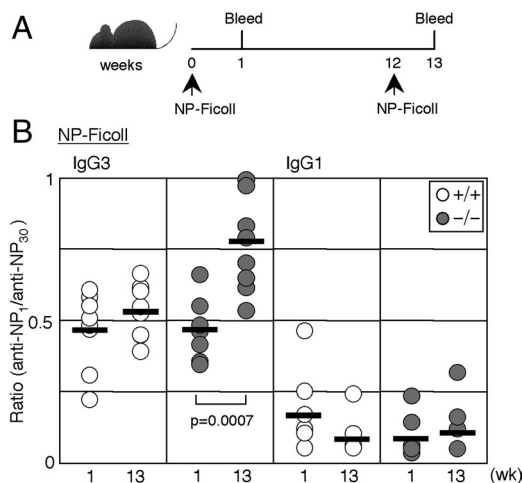 A
Bleed
Bleed
weeks
0
1
12
13
NP-Ficoll
NP-Ficoll
B
NP-Ficoll
IgG3
IgG1
+/+
−/−
Ratio (anti-NP1/anti-NP30)
1
0.5
0
p=0.0007
1 13 1 13 1 13 1 13 (wk)